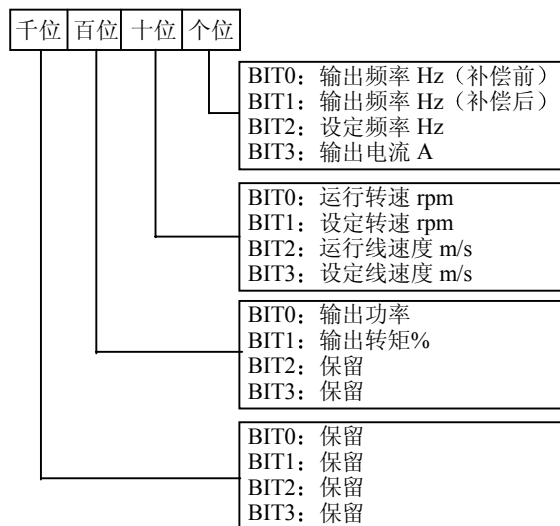 千位 百位 十位 个位
BIT0：输出频率 Hz（补偿前）
BIT1：输出频率 Hz（补偿后）
BIT2：设定频率 Hz
BIT3：输出电流 A
BIT0：运行转速 rpm
BIT1：设定转速 rpm
BIT2：运行线速度 m/s
BIT3：设定线速度 m/s
BIT0：输出功率
BIT1：输出转矩%
BIT2：保留
BIT3：保留
BIT0：保留
BIT1：保留
BIT2：保留
BIT3：保留